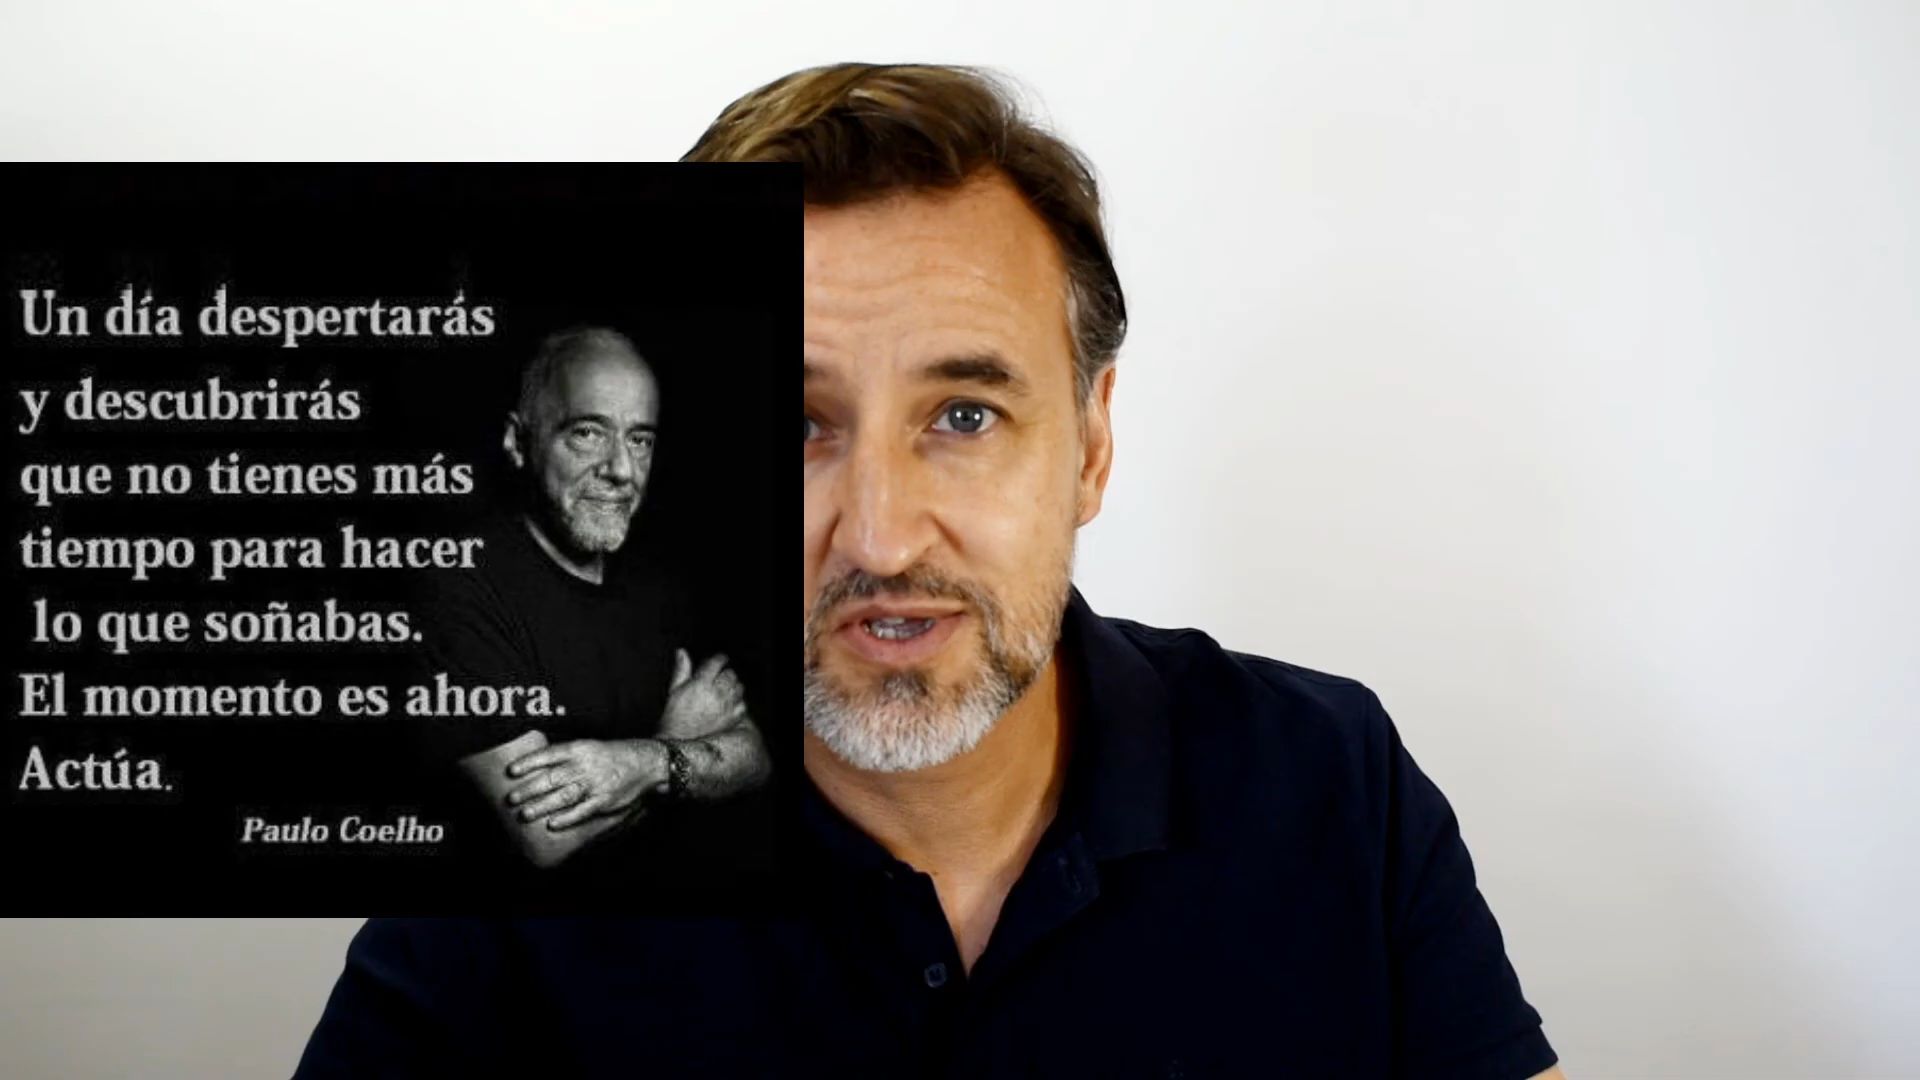 Un día despertarás
y descubrirás
que no tienes más
tiempo para hacer
lo que soñabas.
El momento es ahora.
Actúa.
Paulo Coelho